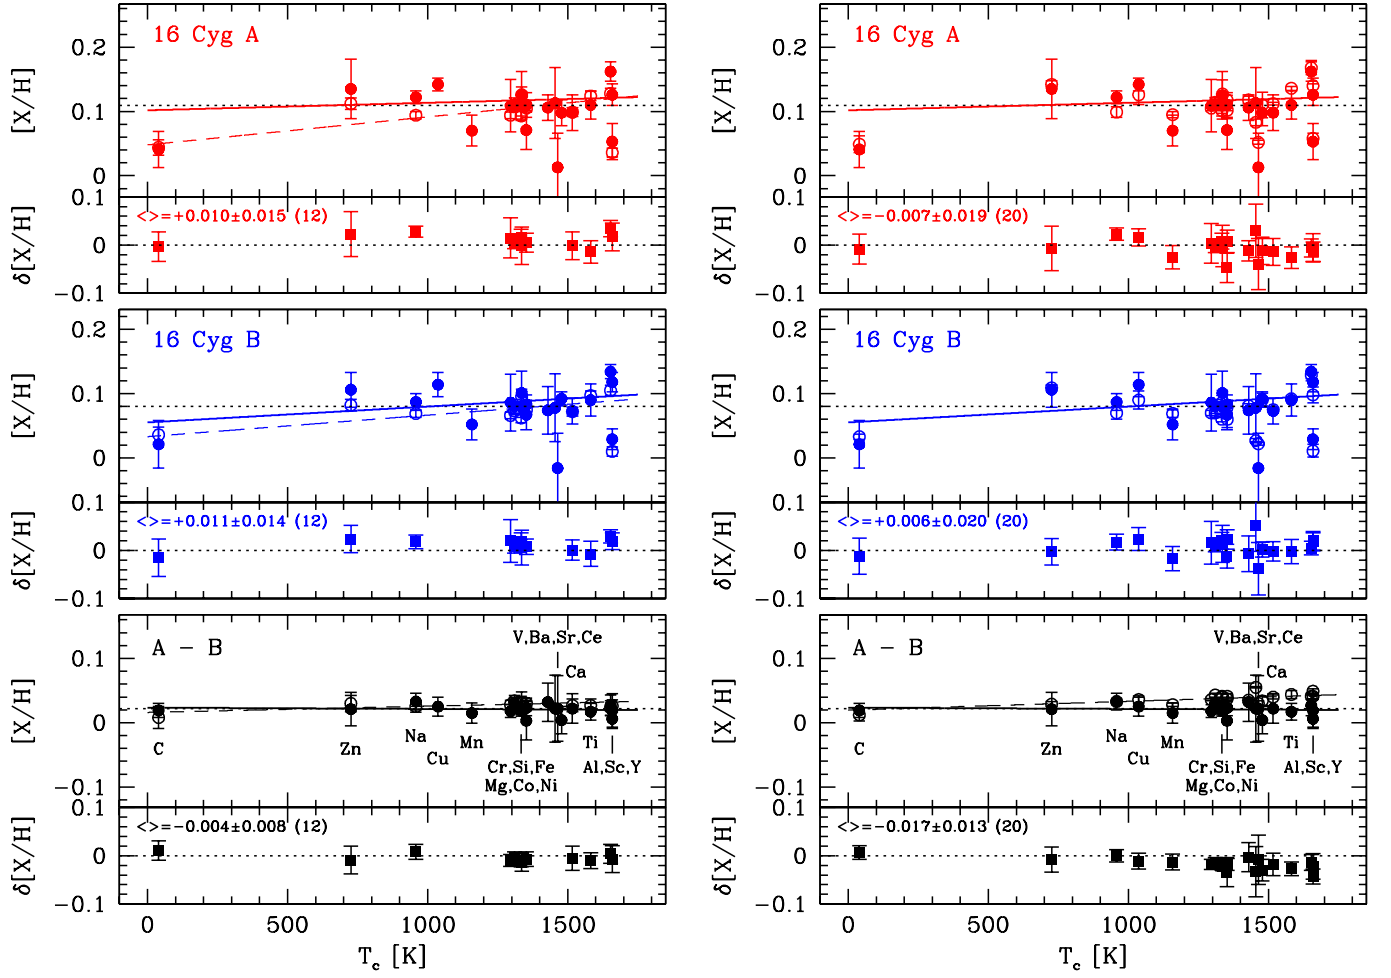 16 Cyg A
0.2
0.1
0
[X/H]
<>=+0.010±0.015 (12)
0.1
0
−0.1
δ[X/H]
16 Cyg B
0.2
0.1
0
[X/H]
<>=+0.011±0.014 (12)
0.1
0
−0.1
δ[X/H]
A − B
V,Ba,Sr,Ce
Ca
0.1
0
−0.1
[X/H]
C
Zn
Na
Cu
Mn
Cr,Si,Fe
Mg,Co,Ni
Ti
Al,Sc,Y
<>=−0.004±0.008 (12)
0.1
0
−0.1
δ[X/H]
0 500 1000 1500
Tc [K]
16 Cyg A
0.2
0.1
0
[X/H]
<>=−0.007±0.019 (20)
0.1
0
−0.1
δ[X/H]
16 Cyg B
0.2
0.1
0
[X/H]
<>=+0.006±0.020 (20)
0.1
0
−0.1
δ[X/H]
A − B
V,Ba,Sr,Ce
Ca
0.1
0
−0.1
[X/H]
C
Zn
Na
Cu
Mn
Cr,Si,Fe
Mg,Co,Ni
Ti
Al,Sc,Y
<>=−0.017±0.013 (20)
0.1
0
−0.1
δ[X/H]
0 500 1000 1500
Tc [K]